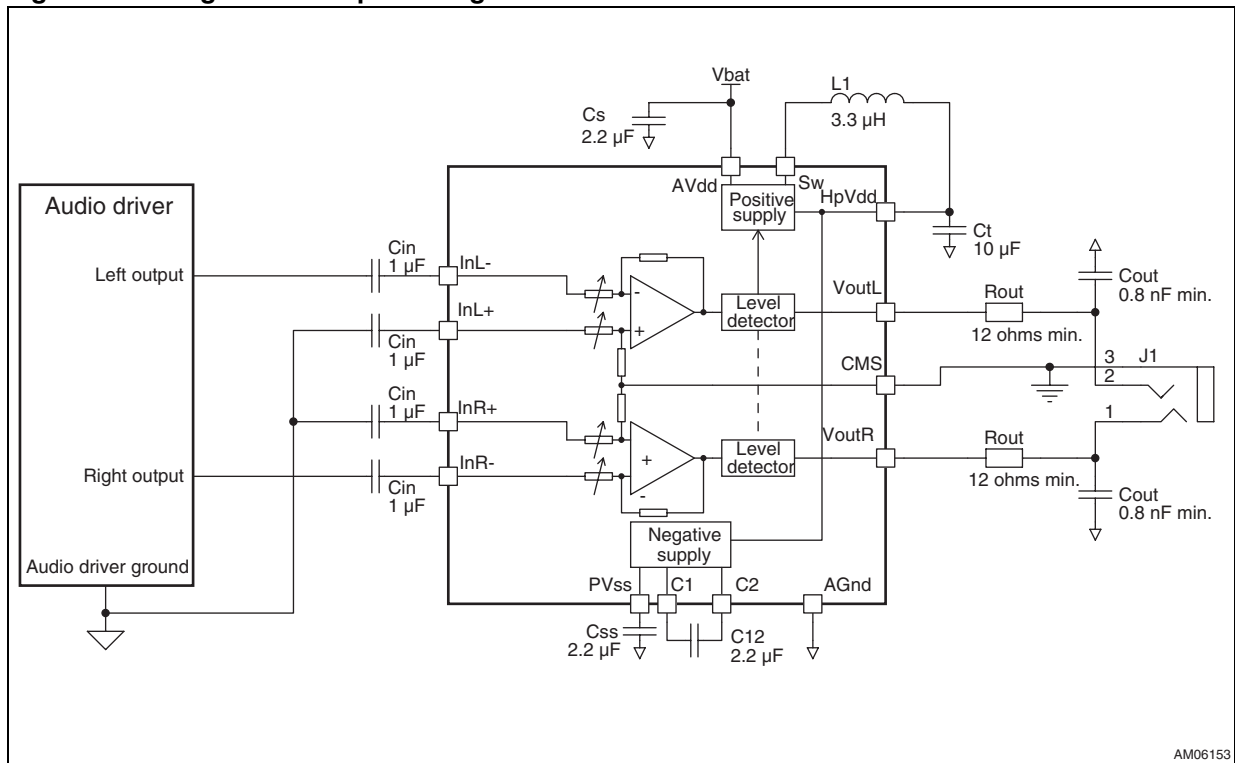 Vbat
L1
3.3 µH
Cs
2.2 µF
AVdd
Sw
HpVdd
Positive
supply
Ct
10 µF
Audio driver
Left output
Cin
1 µF
InL-
-
Level
detector
VoutL
Rout
12 ohms min.
Cout
0.8 nF min.
Cin
1 µF
InL+
+
CMS
3
J1
2
1
Cin
1 µF
InR+
+
Level
detector
VoutR
Rout
12 ohms min.
Cout
0.8 nF min.
Right output
Cin
1 µF
InR-
-
Audio driver ground
Negative
supply
PVss
C1
C2
AGnd
Css
2.2 µF
C12
2.2 µF
AM06153